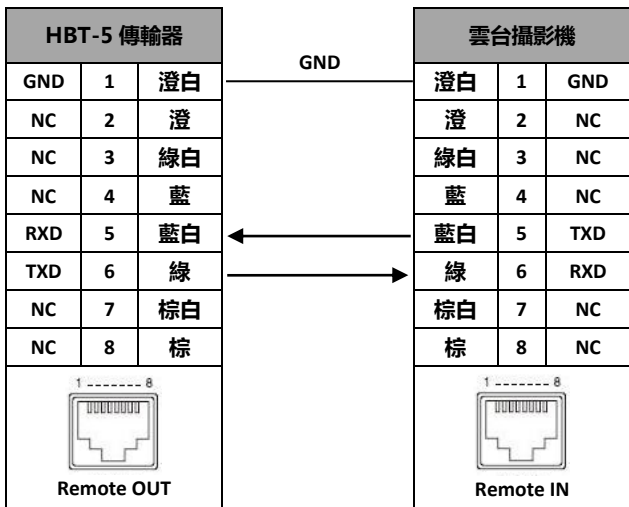 HBT-5 傳輸器 GND 雲台攝影機
GND 1 澄白 澄白 1 GND
NC 2 澄 澄 2 NC
NC 3 綠白 綠白 3 NC
NC 4 藍 藍 4 NC
RXD 5 藍白 藍白 5 TXD
TXD 6 綠 綠 6 RXD
NC 7 棕白 棕白 7 NC
NC 8 棕 棕 8 NC
1 ------- 8 1 ------- 8
Remote OUT Remote IN